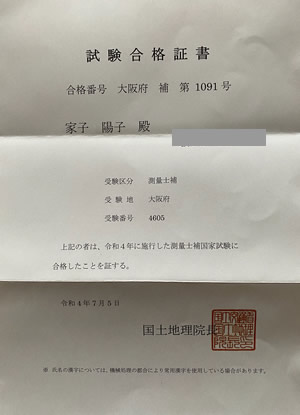 試験合格証書
合格番号 大阪府 補 第1091号
家子 陽子 殿
受験区分 測量士補
受験地 大阪府
受験番号 4605
上記の者は、令和4年に施行した測量士補国家試験に
合格したことを証する。
令和4年7月5日
国土地理院長
※ 氏名の漢字については、機械処理の都合により使用漢字を使用している場合があります。